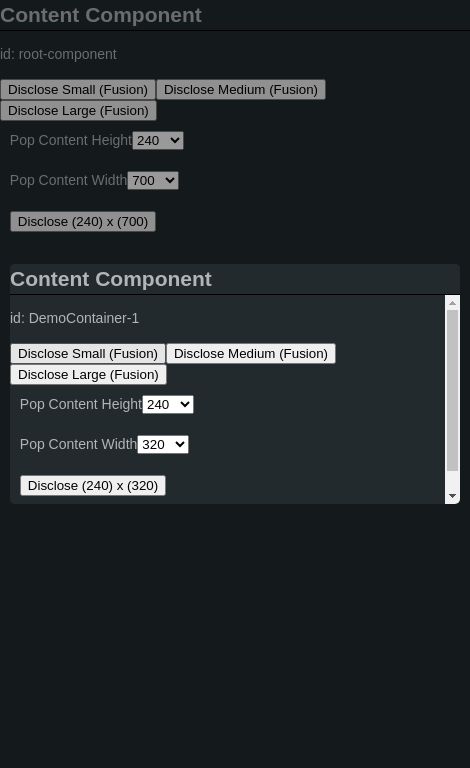 Content Component
id: root-component
Disclose Small (Fusion) Disclose Medium (Fusion)
Disclose Large (Fusion)
Pop Content Height 240
Pop Content Width 700
Disclose (240) x (700)
Content Component
id: DemoContainer-1
Disclose Small (Fusion) Disclose Medium (Fusion)
Disclose Large (Fusion)
Pop Content Height 240
Pop Content Width 320
Disclose (240) x (320)